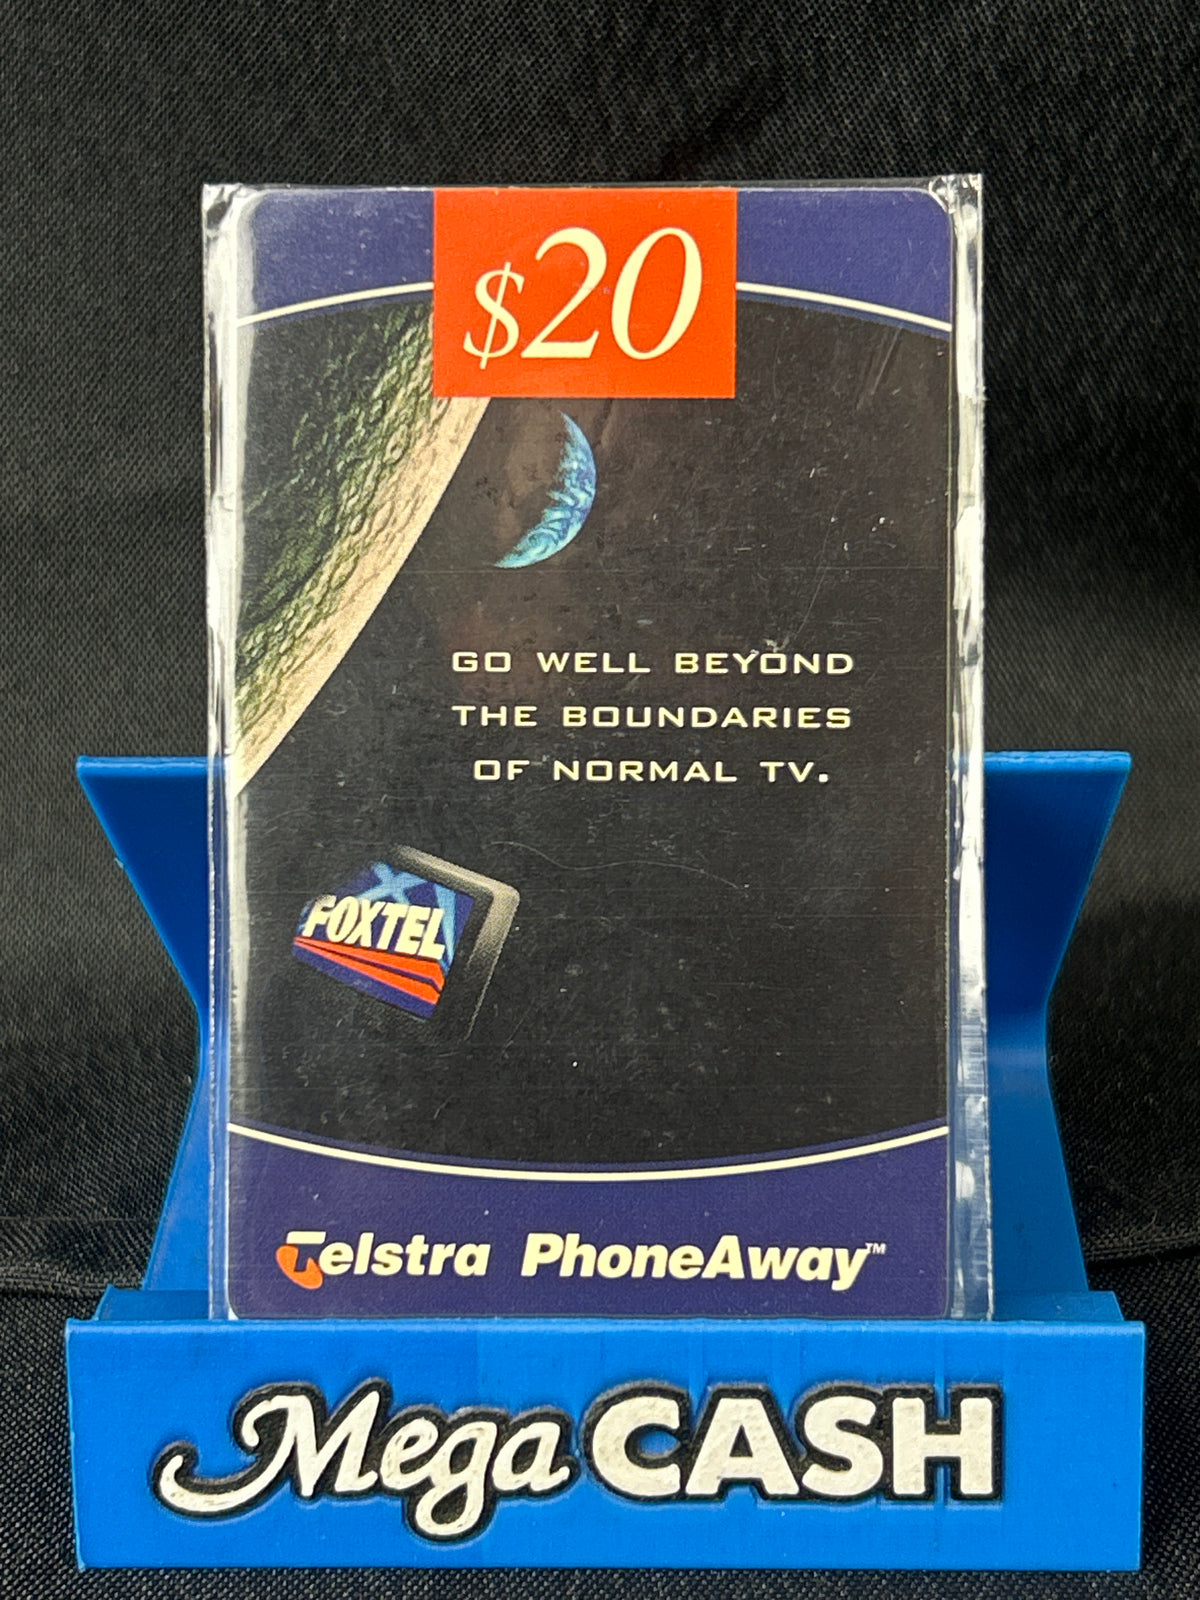 $20
GO WELL BEYOND
THE BOUNDARIES
OF NORMAL TV.
FOXTEL
Telstra PhoneAway™
Mega CASH